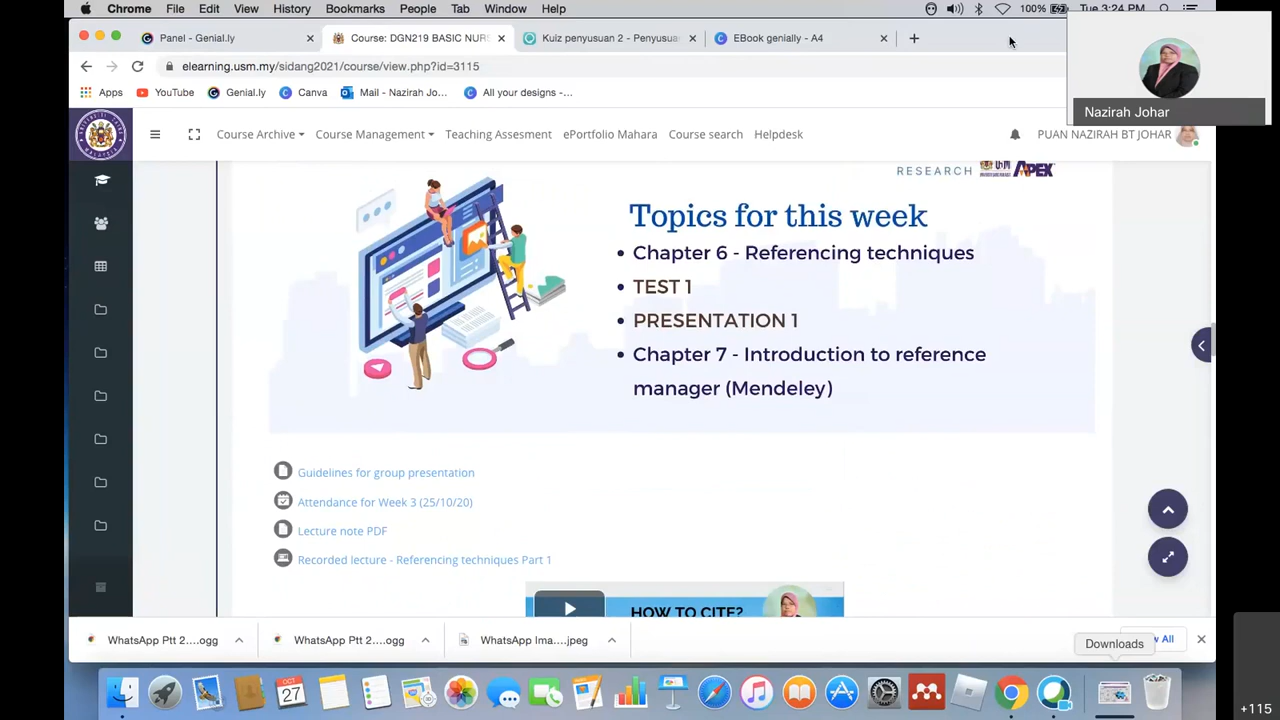 Chrome File Edit View History Bookmarks People Tab Window Help 100% Tue 3:24 PM
Panel - Genial.ly
Course: DGN219 BASIC NURS
Kuiz penyusuan 2 - Penyusua
EBook genially - A4
elearning.usm.my/sidang2021/course/view.php?id=3115
Apps YouTube Genial.ly Canva Mail - Nazirah Jo... All your designs -...
Nazirah Johar
Course Archive Course Management Teaching Assesment ePortfolio Mahara Course search Helpdesk PUAN NAZIRAH BT JOHAR
RESEARCH USM APEX
Topics for this week
• Chapter 6 - Referencing techniques
• TEST 1
• PRESENTATION 1
• Chapter 7 - Introduction to reference
manager (Mendeley)
Guidelines for group presentation
Attendance for Week 3 (25/10/20)
Lecture note PDF
Recorded lecture - Referencing techniques Part 1
HOW TO CITE?
WhatsApp Ptt 2....ogg
WhatsApp Ptt 2....ogg
WhatsApp Ima....jpeg
Downloads
All
OCT
27
+115